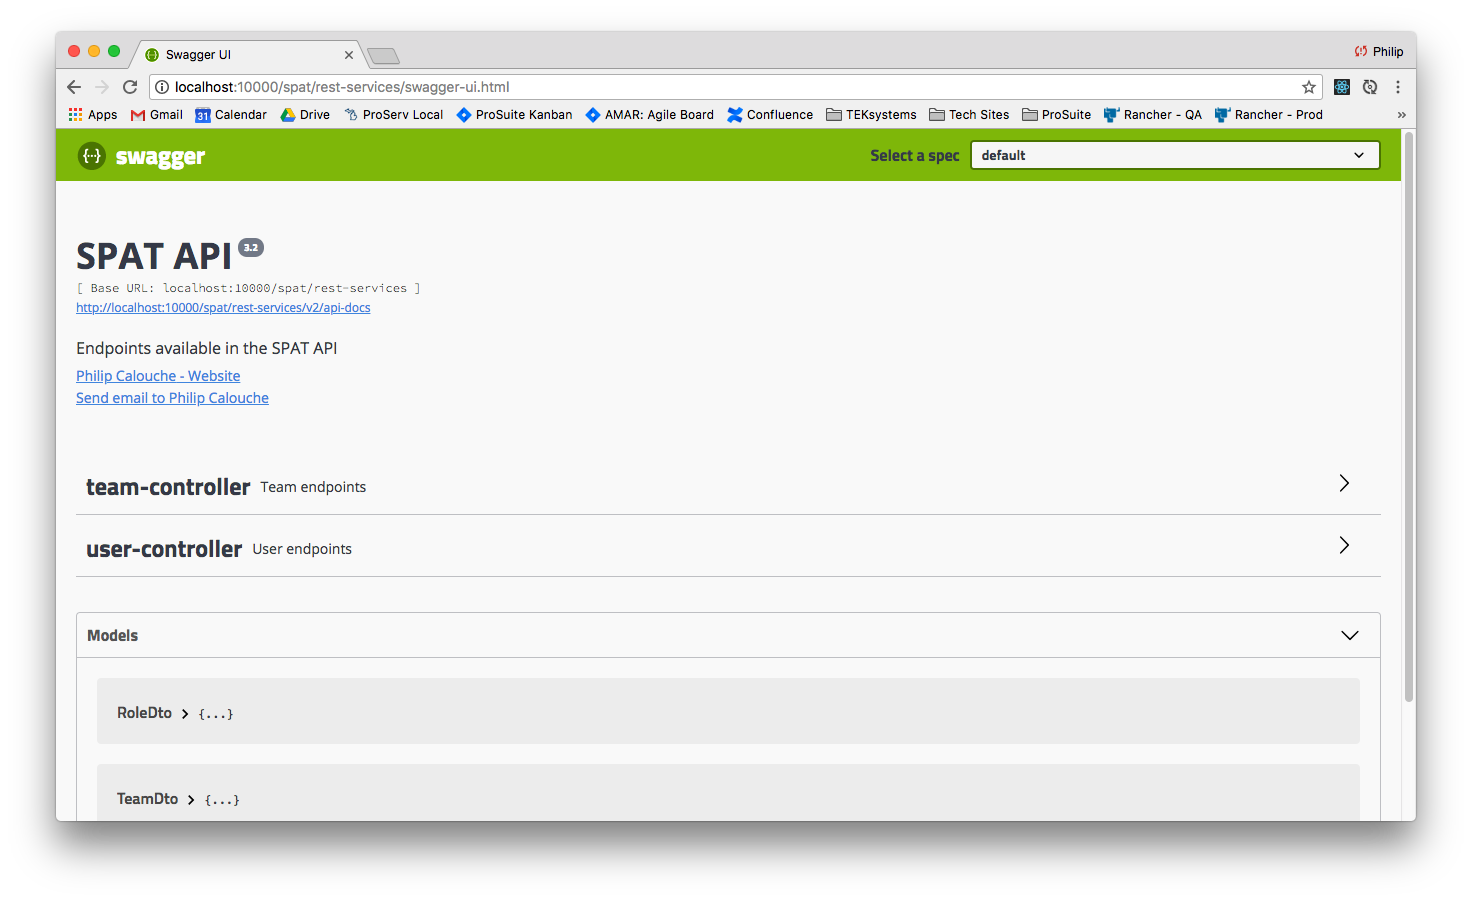 Swagger UI
Philip
localhost:10000/spat/rest-services/swagger-ui.html
Apps Gmail 31 Calendar Drive ProServ Local ProSuite Kanban AMAR: Agile Board Confluence TEKsystems Tech Sites ProSuite Rancher - QA Rancher - Prod »
{··} swagger Select a spec default
SPAT API 3.2
[ Base URL: localhost:10000/spat/rest-services ]
http://localhost:10000/spat/rest-services/v2/api-docs
Endpoints available in the SPAT API
Philip Calouche - Website
Send email to Philip Calouche
team-controller Team endpoints
user-controller User endpoints
Models
RoleDto > {...}
TeamDto > {...}